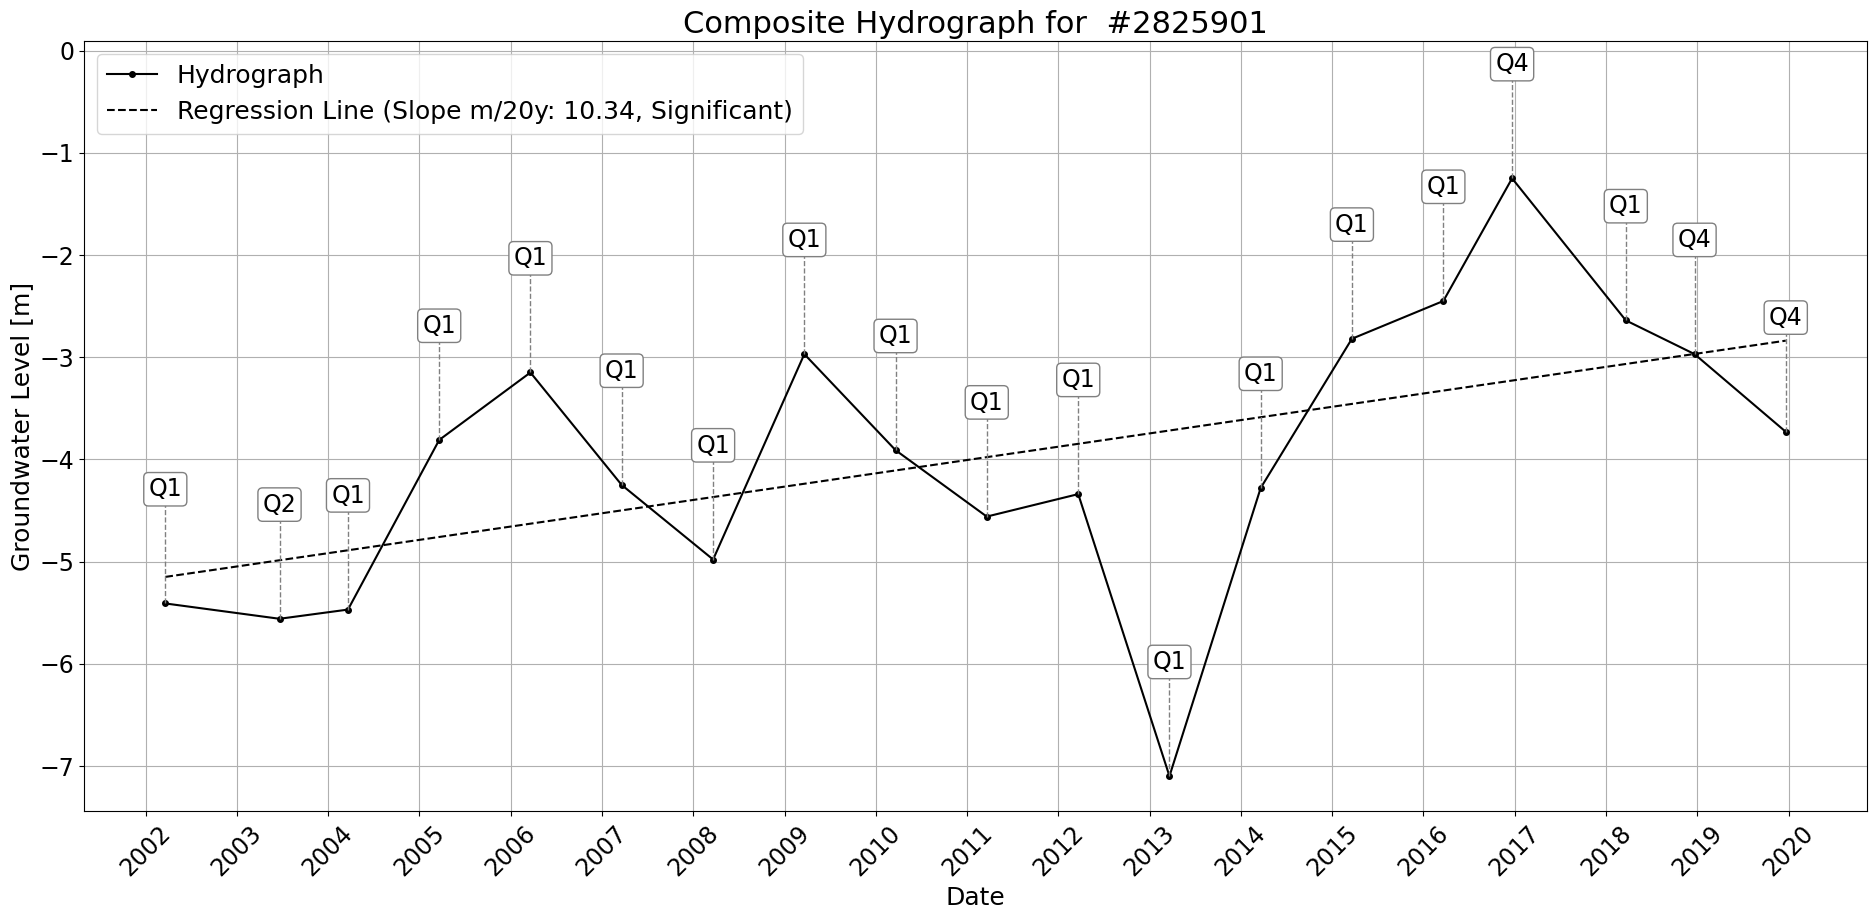 Composite Hydrograph for  #2825901
Hydrograph
Regression Line (Slope m/20y: 10.34, Significant)
Groundwater Level [m]
0
−1
−2
−3
−4
−5
−6
−7
Q1
Q2
Q1
Q1
Q1
Q1
Q1
Q1
Q1
Q1
Q1
Q1
Q1
Q1
Q1
Q4
Q1
Q4
Q4
2002
2003
2004
2005
2006
2007
2008
2009
2010
2011
2012
2013
2014
2015
2016
2017
2018
2019
2020
Date